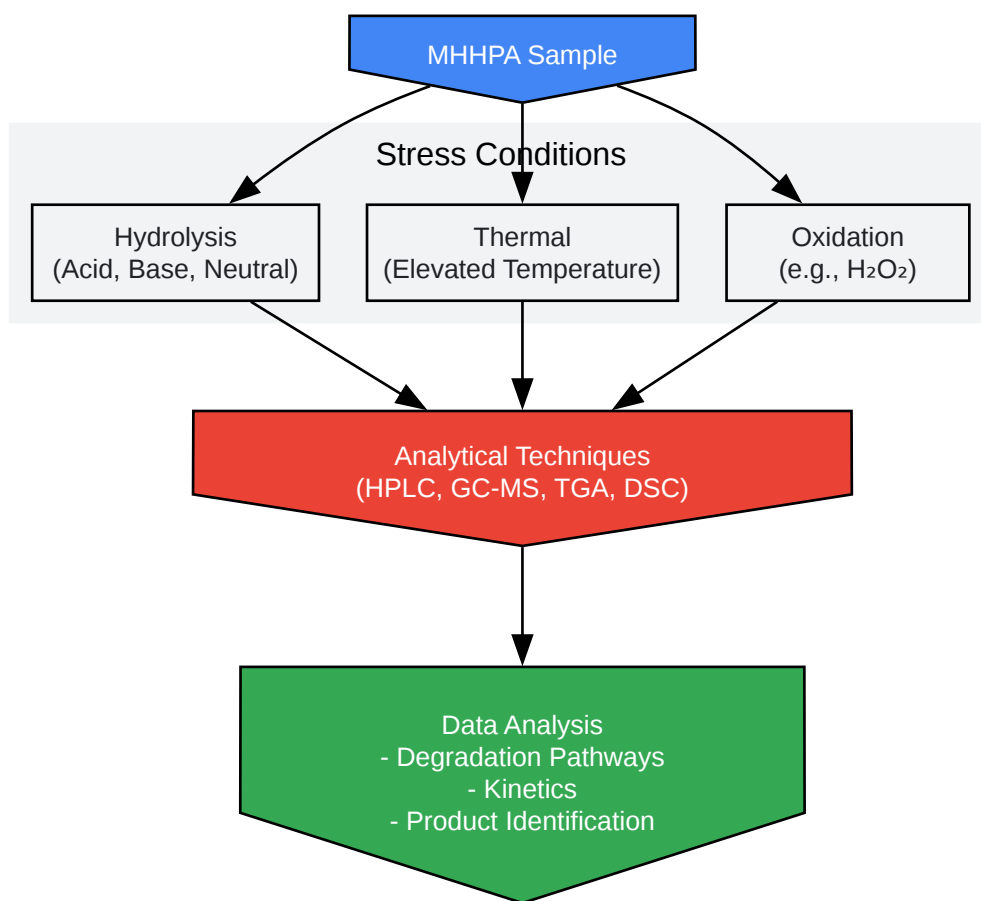 MHHPA Sample
Stress Conditions
Hydrolysis
(Acid, Base, Neutral)
Thermal
(Elevated Temperature)
Oxidation
(e.g., H₂O₂)
Analytical Techniques
(HPLC, GC-MS, TGA, DSC)
Data Analysis
- Degradation Pathways
- Kinetics
- Product Identification